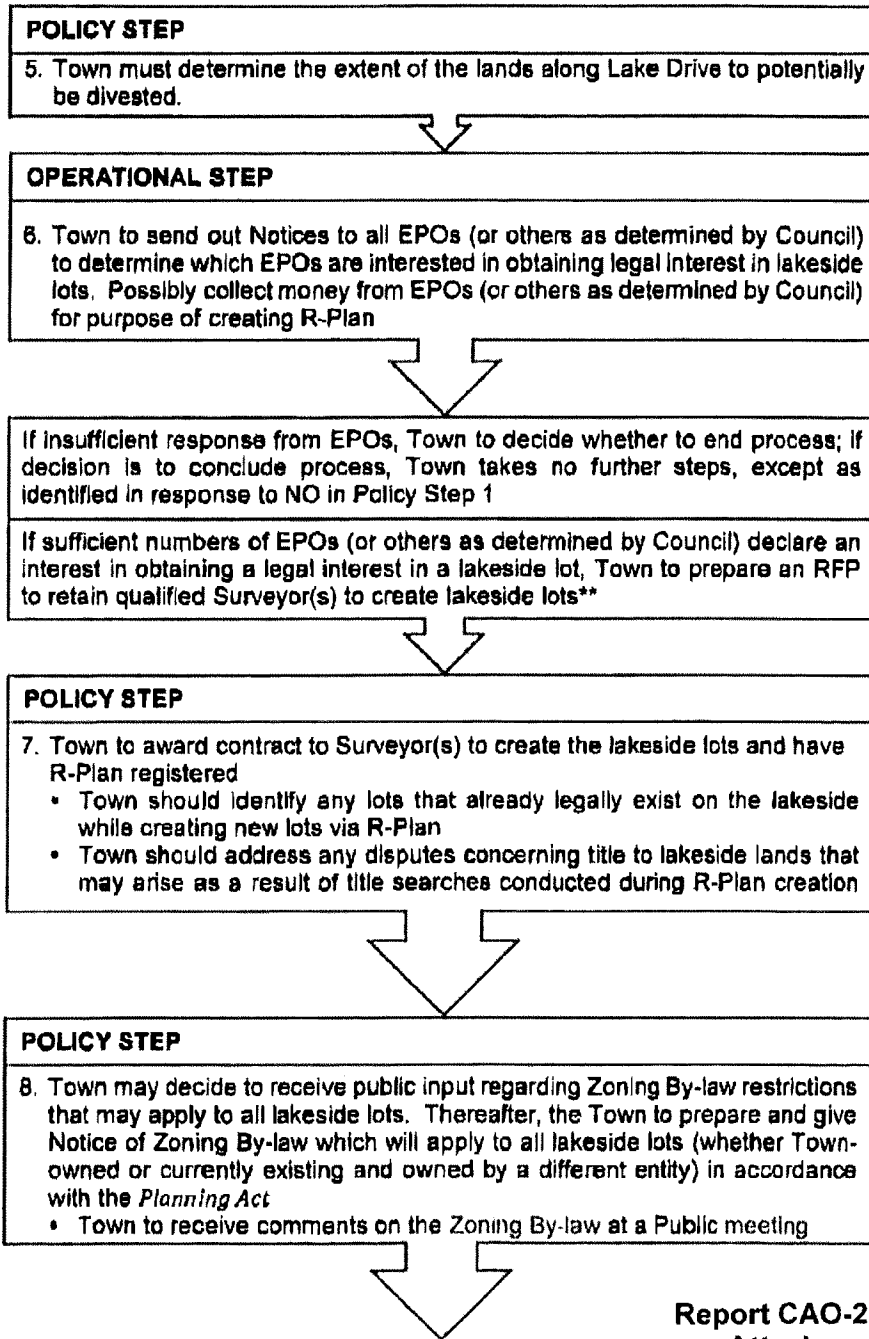 POLICY STEP
5. Town must determine the extent of the lands along Lake Drive to potentially
be divested.
OPERATIONAL STEP
6. Town to send out Notices to all EPOs (or others as determined by Council)
to determine which EPOs are interested in obtaining legal interest in lakeside
lots. Possibly collect money from EPOs (or others as determined by Council)
for purpose of creating R-Plan
If insufficient response from EPOs, Town to decide whether to end process; if
decision is to conclude process, Town takes no further steps, except as
identified in response to NO in Policy Step 1
If sufficient numbers of EPOs (or others as determined by Council) declare an
interest in obtaining a legal interest in a lakeside lot, Town to prepare an RFP
to retain qualified Surveyor(s) to create lakeside lots**
POLICY STEP
7. Town to award contract to Surveyor(s) to create the lakeside lots and have
R-Plan registered
• Town should identify any lots that already legally exist on the lakeside
while creating new lots via R-Plan
• Town should address any disputes concerning title to lakeside lands that
may arise as a result of title searches conducted during R-Plan creation
POLICY STEP
8. Town may decide to receive public input regarding Zoning By-law restrictions
that may apply to all lakeside lots. Thereafter, the Town to prepare and give
Notice of Zoning By-law which will apply to all lakeside lots (whether Town-
owned or currently existing and owned by a different entity) in accordance
with the Planning Act
• Town to receive comments on the Zoning By-law at a Public meeting
Report CAO-2